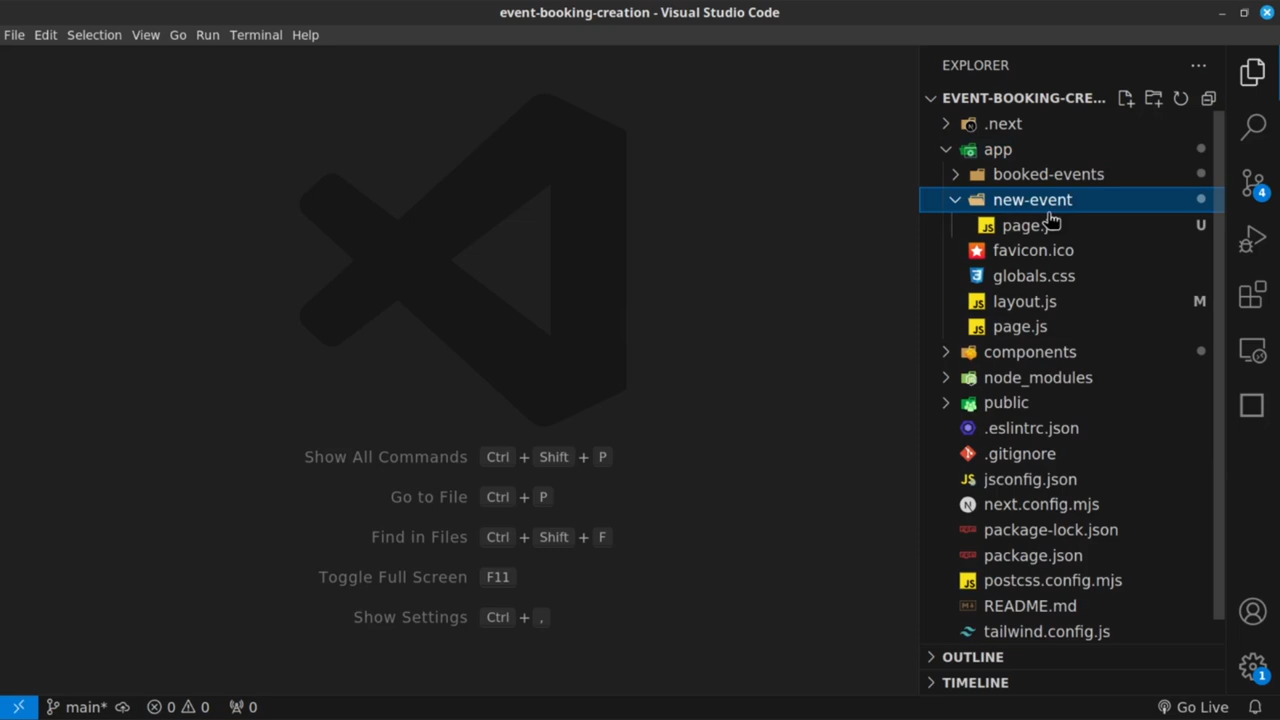 event-booking-creation - Visual Studio Code
File Edit Selection View Go Run Terminal Help
EXPLORER
EVENT-BOOKING-CRE...
.next
app
booked-events
new-event
page. U
favicon.ico
globals.css
layout.js M
page.js
components
node_modules
public
.eslintrc.json
.gitignore
jsconfig.json
next.config.mjs
package-lock.json
package.json
postcss.config.mjs
README.md
tailwind.config.js
OUTLINE
TIMELINE
Show All Commands Ctrl + Shift + P
Go to File Ctrl + P
Find in Files Ctrl + Shift + F
Toggle Full Screen F11
Show Settings Ctrl + ,
4
1
main* 0 0 0 Go Live